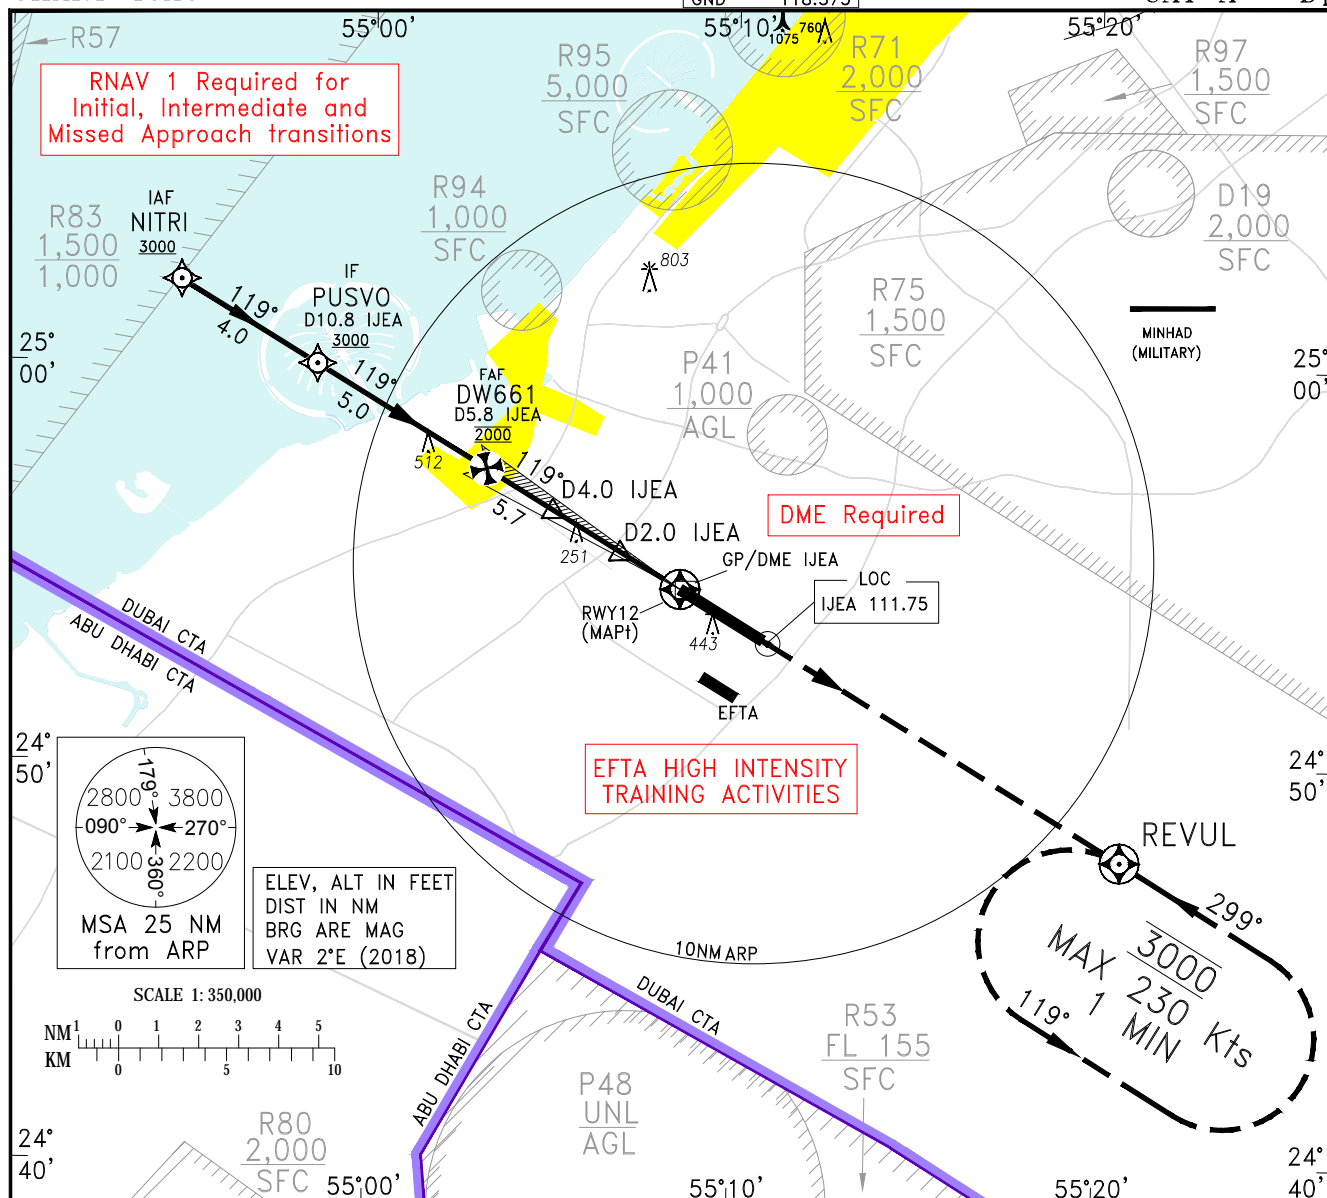 GND 118.575
55°00'
55°10'
55°20'
R57
RNAV 1 Required for
Initial, Intermediate and
Missed Approach transitions
R95
5,000
SFC
1075
760
R71
2,000
SFC
R97
1,500
SFC
R83
1,500
1,000
IAF
NITRI
3000
R94
1,000
SFC
D19
2,000
SFC
803
IF
PUSVO
D10.8 IJEA
3000
119°
4.0
R75
1,500
SFC
MINHAD
(MILITARY)
25°
00'
25°
00'
119°
5.0
FAF
DW661
D5.8 IJEA
2000
P41
1,000
AGL
512
119°
5.7
D4.0 IJEA
DME Required
251
D2.0 IJEA
GP/DME IJEA
LOC
IJEA 111.75
RWY12
(MAPt)
443
EFTA
DUBAI CTA
ABU DHABI CTA
24°
50'
24°
50'
EFTA HIGH INTENSITY
TRAINING ACTIVITIES
179°
2800 3800
090° 270°
2100 2200
360°
MSA 25 NM
from ARP
ELEV, ALT IN FEET
DIST IN NM
BRG ARE MAG
VAR 2°E (2018)
REVUL
299°
3000
MAX 230 Kts
1 MIN
119°
10NM ARP
SCALE 1: 350,000
NM 1 0 1 2 3 4 5
KM 0 5 10
ABU DHABI CTA
DUBAI CTA
R53
FL 155
SFC
P48
UNL
AGL
R80
2,000
SFC
24°
40'
24°
40'
55°00'
55°10'
55°20'